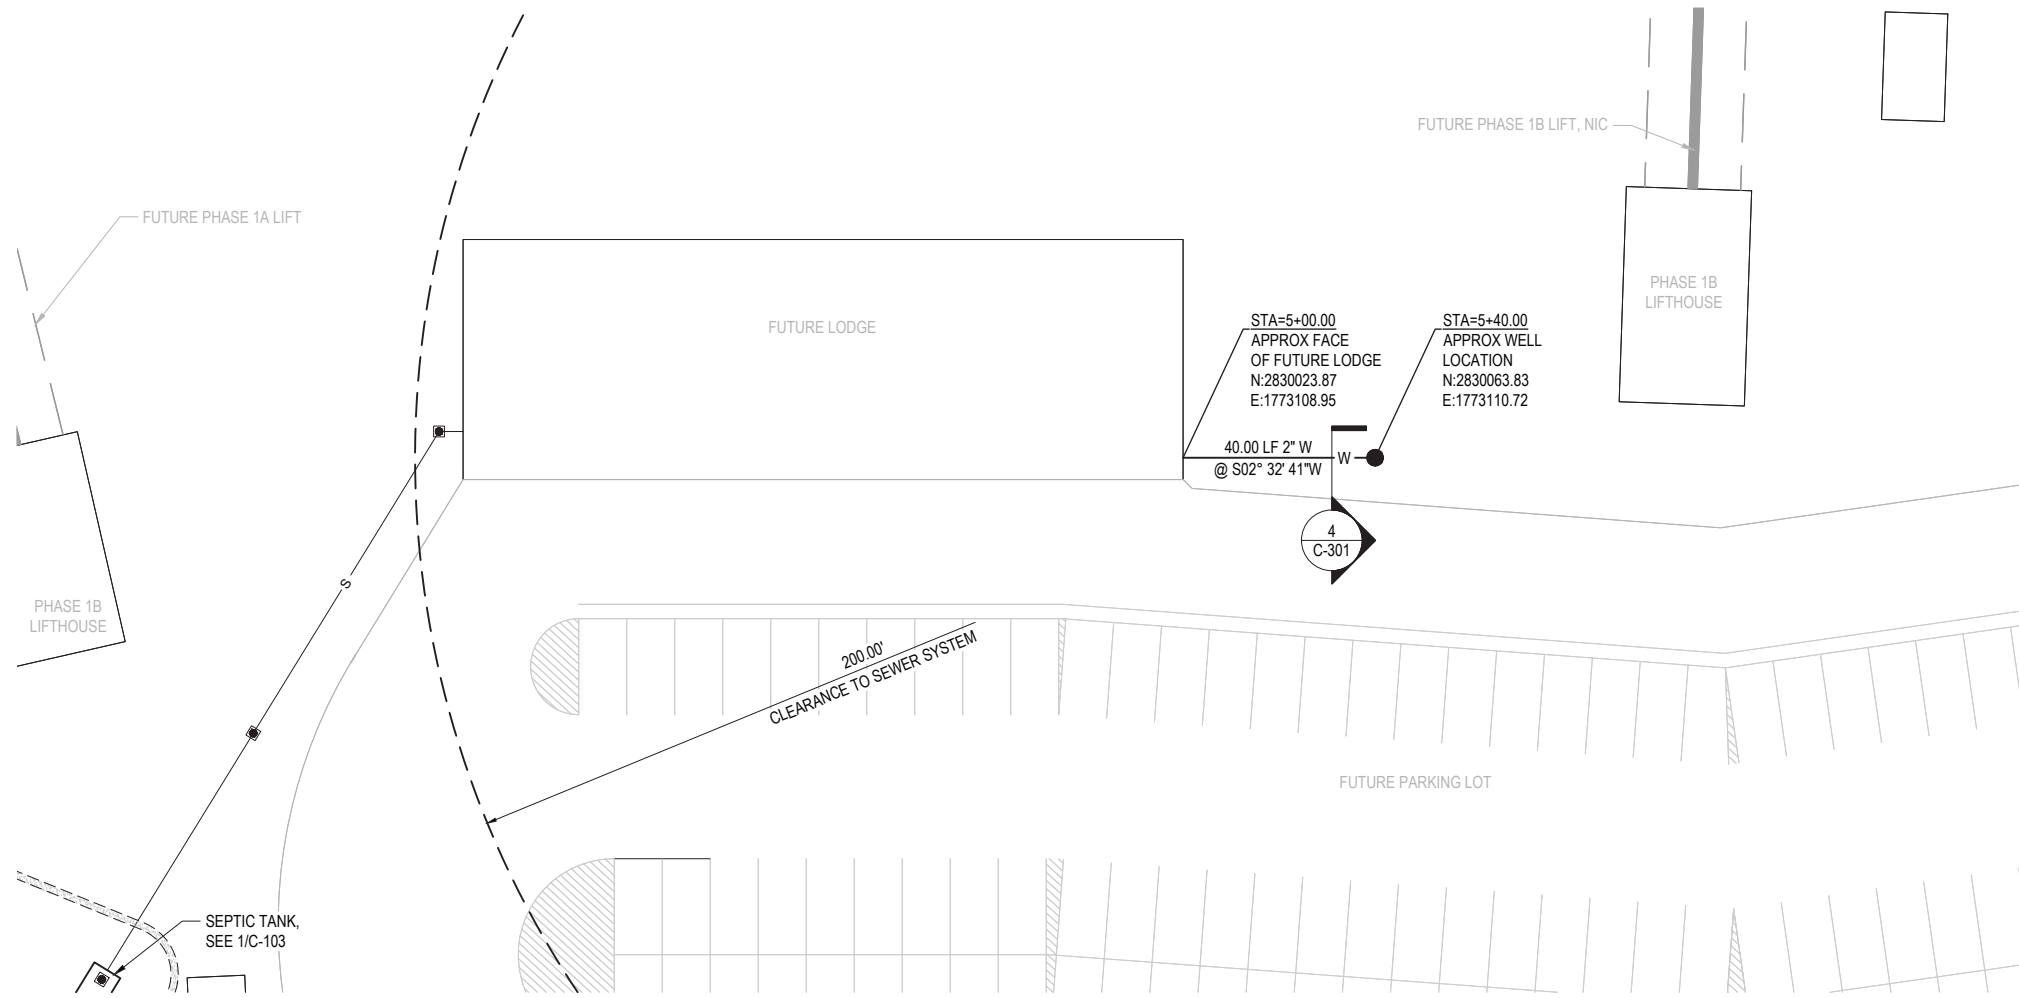 FUTURE PHASE 1B LIFT, NIC
FUTURE PHASE 1A LIFT
FUTURE LODGE
PHASE 1B
LIFTHOUSE
STA=5+00.00
APPROX FACE
OF FUTURE LODGE
N:2830023.87
E:1773108.95
STA=5+40.00
APPROX WELL
LOCATION
N:2830063.83
E:1773110.72
40.00 LF 2" W
@ S02° 32' 41"W
W
4
C-301
S
PHASE 1B
LIFTHOUSE
200.00'
CLEARANCE TO SEWER SYSTEM
FUTURE PARKING LOT
SEPTIC TANK,
SEE 1/C-103